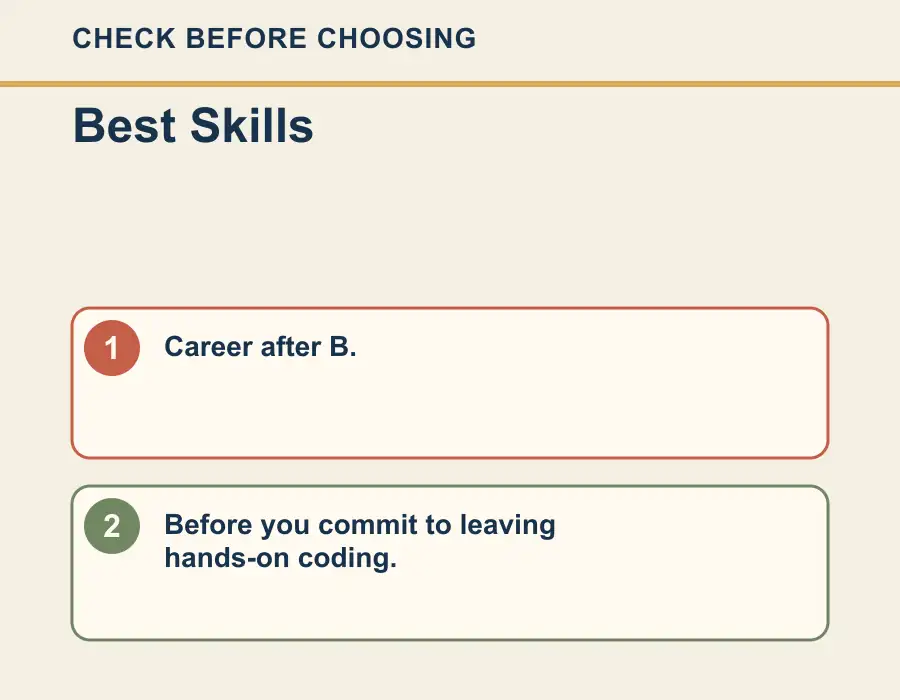 CHECK BEFORE CHOOSING
Best Skills
1
Career after B.
2
Before you commit to leaving
hands-on coding.